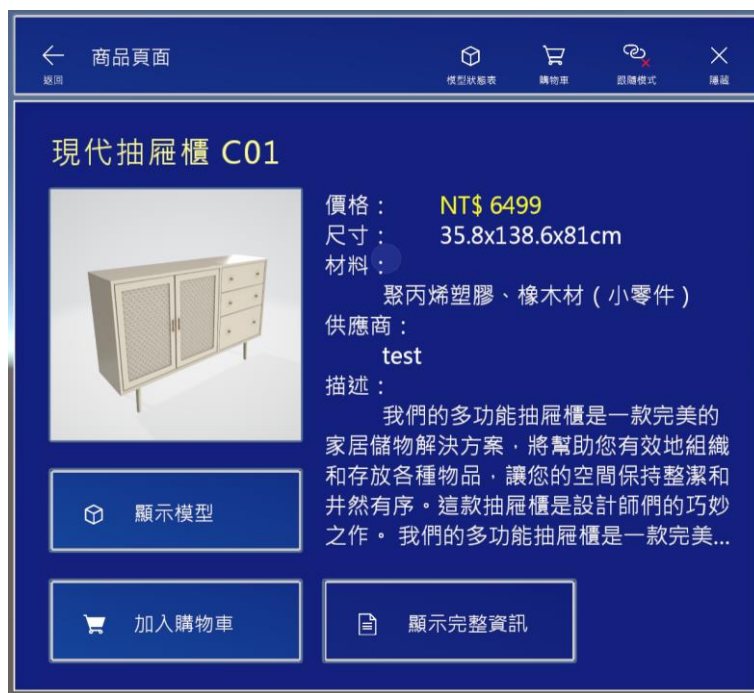 商品頁面
返回
模型狀態表
購物車
跟隨模式
隱藏
現代抽屜櫃 C01
價格： NT$ 6499
尺寸： 35.8x138.6x81cm
材料：
聚丙烯塑膠、橡木材（小零件）
供應商：
test
描述：
我們的多功能抽屜櫃是一款完美的
家居儲物解決方案，將幫助您有效地組織
和存放各種物品，讓您的空間保持整潔和
井然有序。這款抽屜櫃是設計師們的巧妙
之作。 我們的多功能抽屜櫃是一款完美...
顯示模型
加入購物車
顯示完整資訊